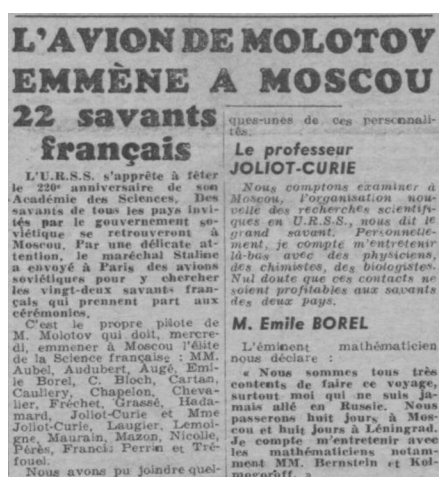 L'AVION DE MOLOTOV
EMMÈNE A MOSCOU
22 savants
français
L'U.R.S.S. s'apprête à fêter
le 220e anniversaire de son
Académie des Sciences. Des
savants de tous les pays invi-
tés par le gouvernement so-
viétique se retrouveront à
Moscou. Par une délicate at-
tention, le maréchal Staline
a envoyé à Paris des avions
soviétiques pour y chercher
les vingt-deux savants fran-
çais qui prennent part aux
cérémonies.
C'est le propre pilote de
M. Molotov qui doit, mercre-
di, emmener à Moscou l'élite
de la Science française : MM.
Aubel, Audubert, Augé, Emi-
le Borel, C. Bloch, Cartan,
Caullery, Chapelon, Cheva-
lier, Fréchet, Grassé, Hada-
mard, Joliot-Curie et Mme
Joliot-Curie, Laugier, Lemoi-
gne, Maurain, Mazon, Nicolle,
Pérès, Francis Perrin et Tré-
fouel.
Nous avons pu joindre quel-
ques-unes de ces personnali-
tés.
Le professeur
JOLIOT-CURIE
Nous comptons examiner à
Moscou, l'organisation nou-
velle des recherches scientifi-
ques en U.R.S.S., nous dit le
grand savant. Personnelle-
ment, je compte m'entretenir
là-bas avec des physiciens,
des chimistes, des biologistes.
Nul doute que ces contacts ne
soient profitables aux savants
des deux pays.
M. Emile BOREL
L'éminent mathématicien
nous déclare :
« Nous sommes tous très
contents de faire ce voyage,
surtout moi qui ne suis ja-
mais allé en Russie. Nous
passerons huit jours à Mos-
cou et huit jours à Léningrad.
Je compte m'entretenir avec
les mathématiciens notam-
ment MM. Bernstein et Kol-
mogoroff. »